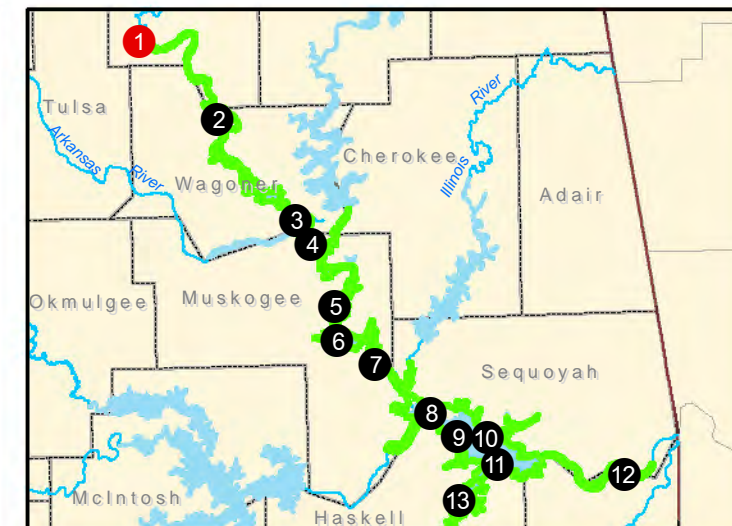 1
Tulsa
2
River
Arkansas
River
Cherokee
Illinois
Wagoner
Adair
3
4
Okmulgee
Muskogee
5
6
7
Sequoyah
8
9
10
11
12
McIntosh
13
Haskell